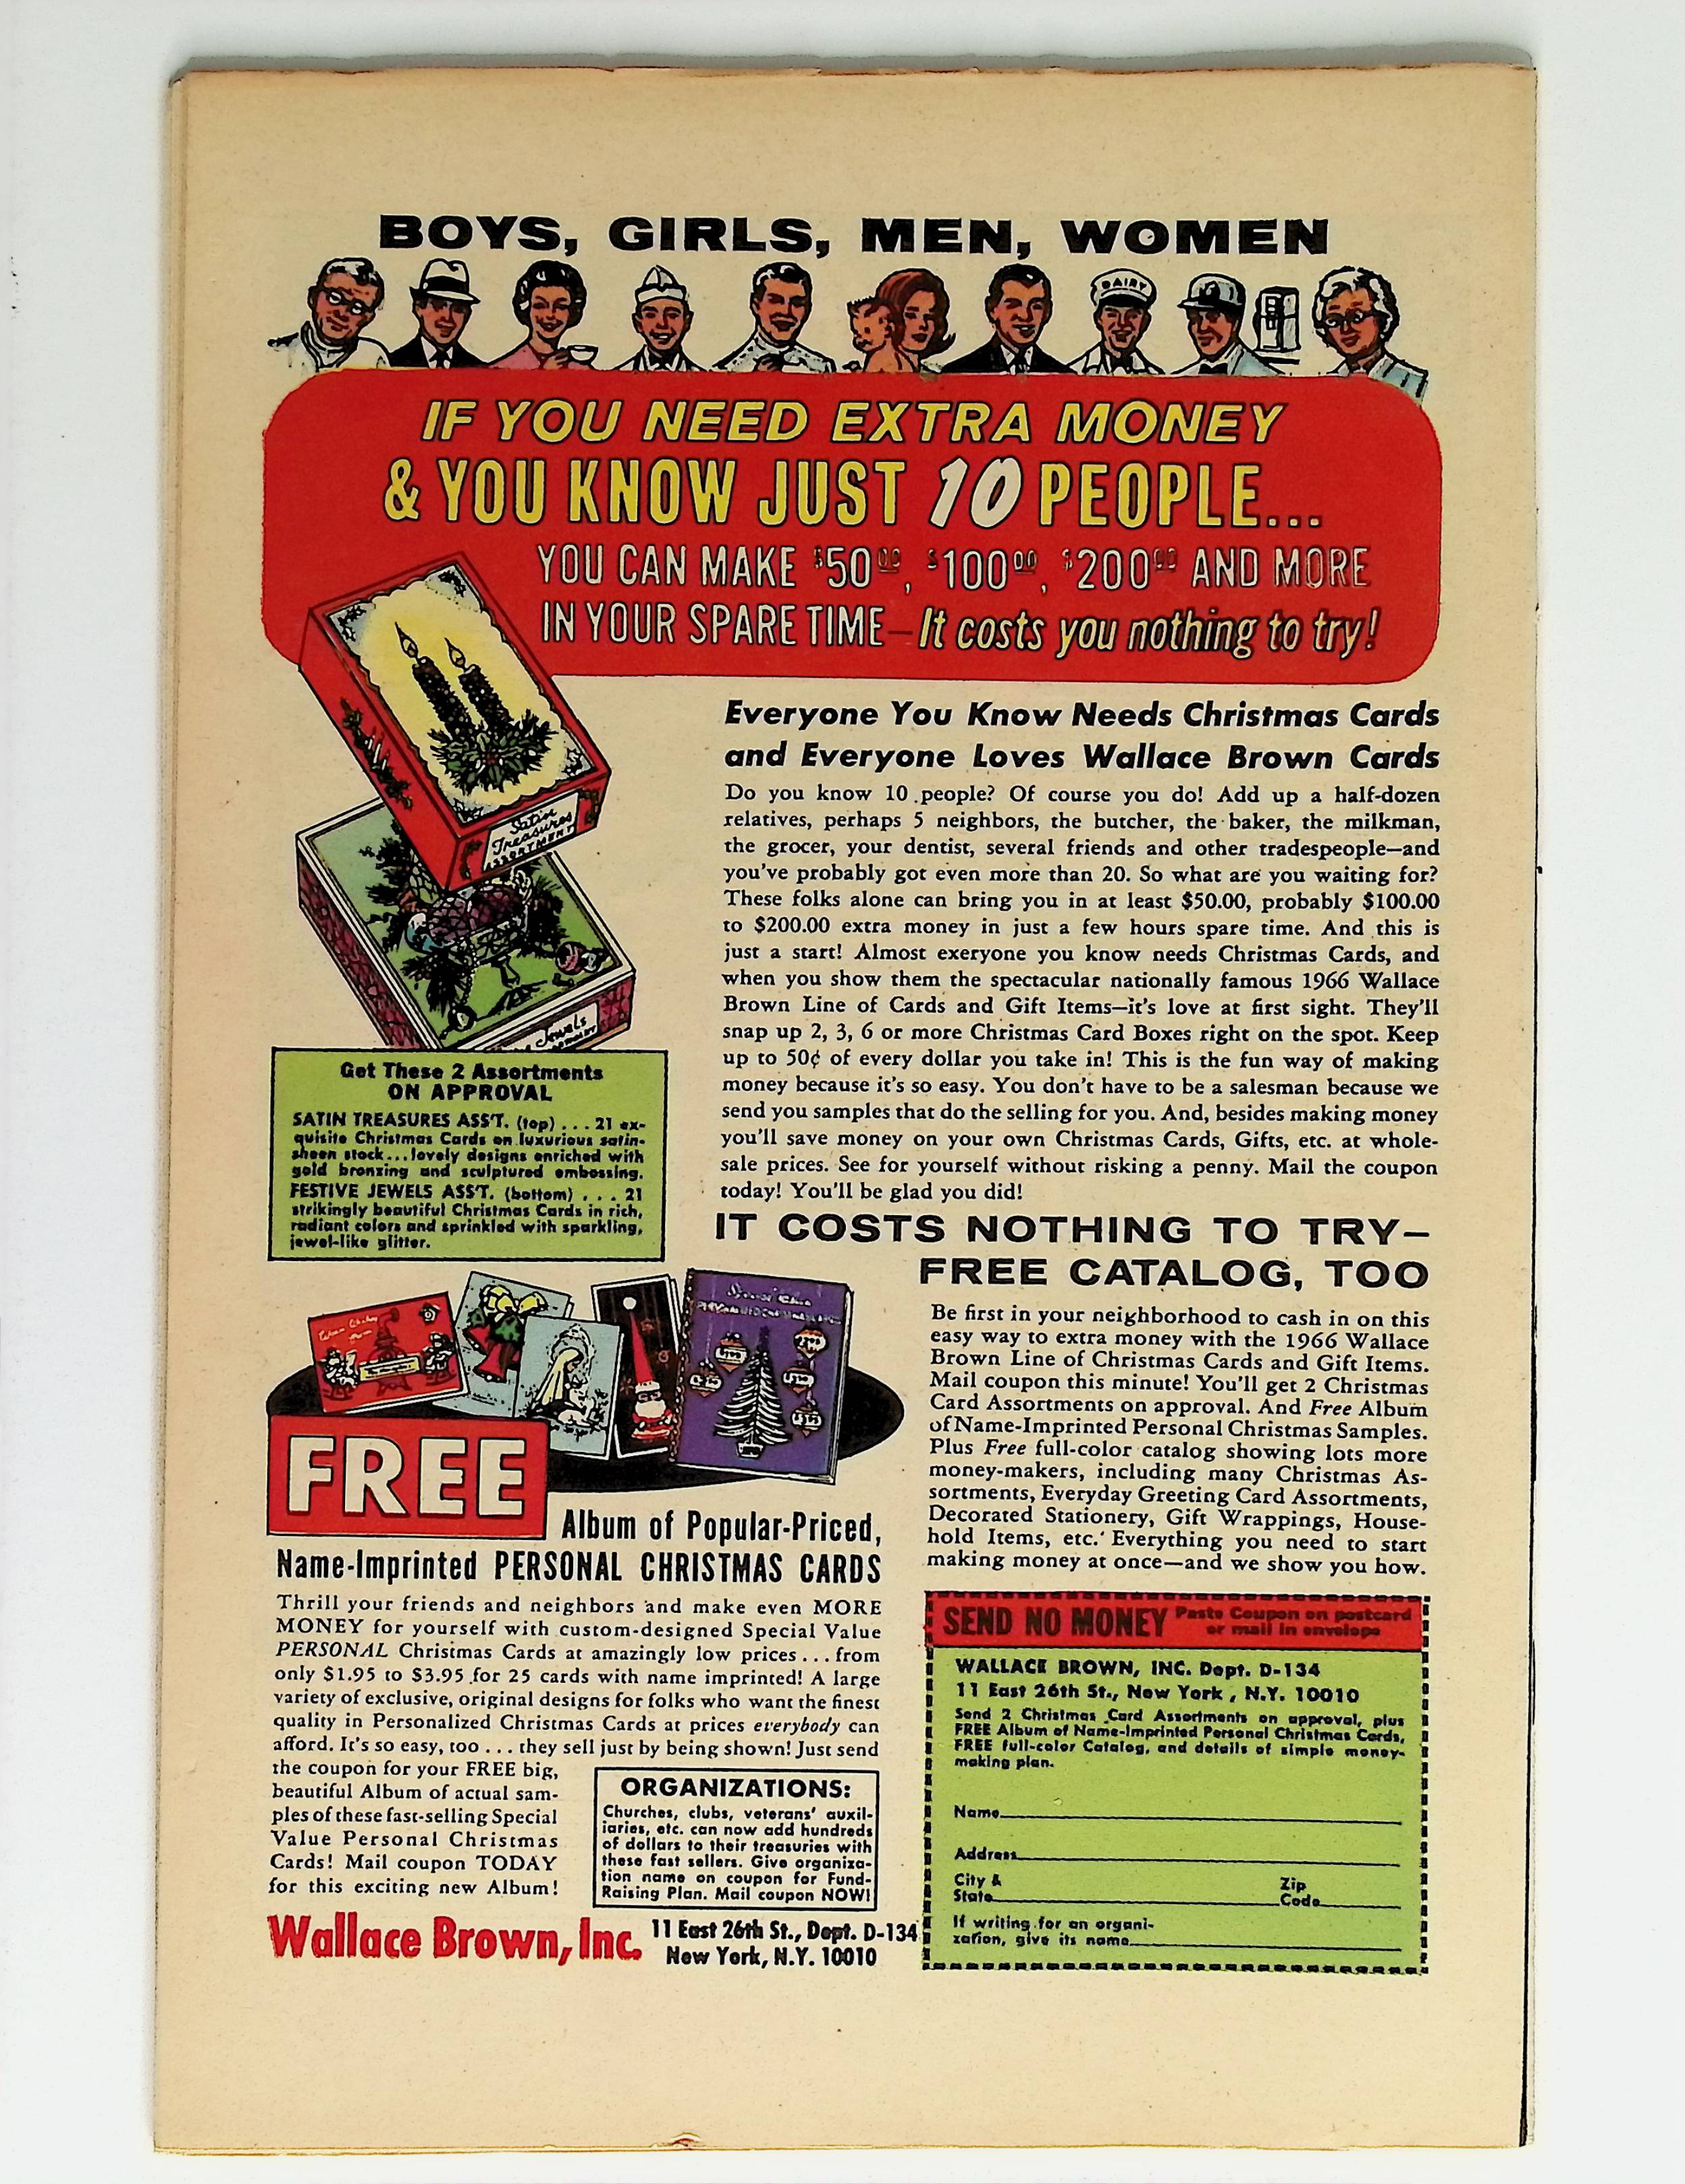 BOYS, GIRLS, MEN, WOMEN
DAIRY
IF YOU NEED EXTRA MONEY
& YOU KNOW JUST 10 PEOPLE...
YOU CAN MAKE $50.00, $100.00, $200.00 AND MORE
IN YOUR SPARE TIME—It costs you nothing to try!
Satin
Treasures
ASSORTMENT
Jewels
Everyone You Know Needs Christmas Cards
and Everyone Loves Wallace Brown Cards
Do you know 10 people? Of course you do! Add up a half-dozen
relatives, perhaps 5 neighbors, the butcher, the baker, the milkman,
the grocer, your dentist, several friends and other tradespeople—and
you've probably got even more than 20. So what are you waiting for?
These folks alone can bring you in at least $50.00, probably $100.00
to $200.00 extra money in just a few hours spare time. And this is
just a start! Almost exeryone you know needs Christmas Cards, and
when you show them the spectacular nationally famous 1966 Wallace
Brown Line of Cards and Gift Items—it's love at first sight. They'll
snap up 2, 3, 6 or more Christmas Card Boxes right on the spot. Keep
up to 50¢ of every dollar you take in! This is the fun way of making
money because it's so easy. You don't have to be a salesman because we
send you samples that do the selling for you. And, besides making money
you'll save money on your own Christmas Cards, Gifts, etc. at whole-
sale prices. See for yourself without risking a penny. Mail the coupon
today! You'll be glad you did!
Get These 2 Assortments
ON APPROVAL
SATIN TREASURES ASS'T. (top) . . . 21 ex-
quisite Christmas Cards on luxurious satin-
sheen stock...lovely designs enriched with
gold bronzing and sculptured embossing.
FESTIVE JEWELS ASS'T. (bottom) . . . 21
strikingly beautiful Christmas Cards in rich,
radiant colors and sprinkled with sparkling,
jewel-like glitter.
IT COSTS NOTHING TO TRY—
FREE CATALOG, TOO
Be first in your neighborhood to cash in on this
easy way to extra money with the 1966 Wallace
Brown Line of Christmas Cards and Gift Items.
Mail coupon this minute! You'll get 2 Christmas
Card Assortments on approval. And Free Album
of Name-Imprinted Personal Christmas Samples.
Plus Free full-color catalog showing lots more
money-makers, including many Christmas As-
sortments, Everyday Greeting Card Assortments,
Decorated Stationery, Gift Wrappings, House-
hold Items, etc. Everything you need to start
making money at once—and we show you how.
FREE
Album of Popular-Priced,
Name-Imprinted PERSONAL CHRISTMAS CARDS
Thrill your friends and neighbors and make even MORE
MONEY for yourself with custom-designed Special Value
PERSONAL Christmas Cards at amazingly low prices . . . from
only $1.95 to $3.95 for 25 cards with name imprinted! A large
variety of exclusive, original designs for folks who want the finest
quality in Personalized Christmas Cards at prices everybody can
afford. It's so easy, too . . . they sell just by being shown! Just send
the coupon for your FREE big,
beautiful Album of actual sam-
ples of these fast-selling Special
Value Personal Christmas
Cards! Mail coupon TODAY
for this exciting new Album!
ORGANIZATIONS:
Churches, clubs, veterans' auxil-
iaries, etc. can now add hundreds
of dollars to their treasuries with
these fast sellers. Give organiza-
tion name on coupon for Fund-
Raising Plan. Mail coupon NOW!
Wallace Brown, Inc.
11 East 26th St., Dept. D-134
New York, N.Y. 10010
SEND NO MONEY Paste Coupon on postcard
or mail in envelope
WALLACE BROWN, INC. Dept. D-134
11 East 26th St., New York, N.Y. 10010
Send 2 Christmas Card Assortments on approval, plus
FREE Album of Name-Imprinted Personal Christmas Cards,
FREE full-color Catalog, and details of simple money-
making plan.
Name
Address
City &
State
Zip
Code
If writing for an organi-
zation, give its name